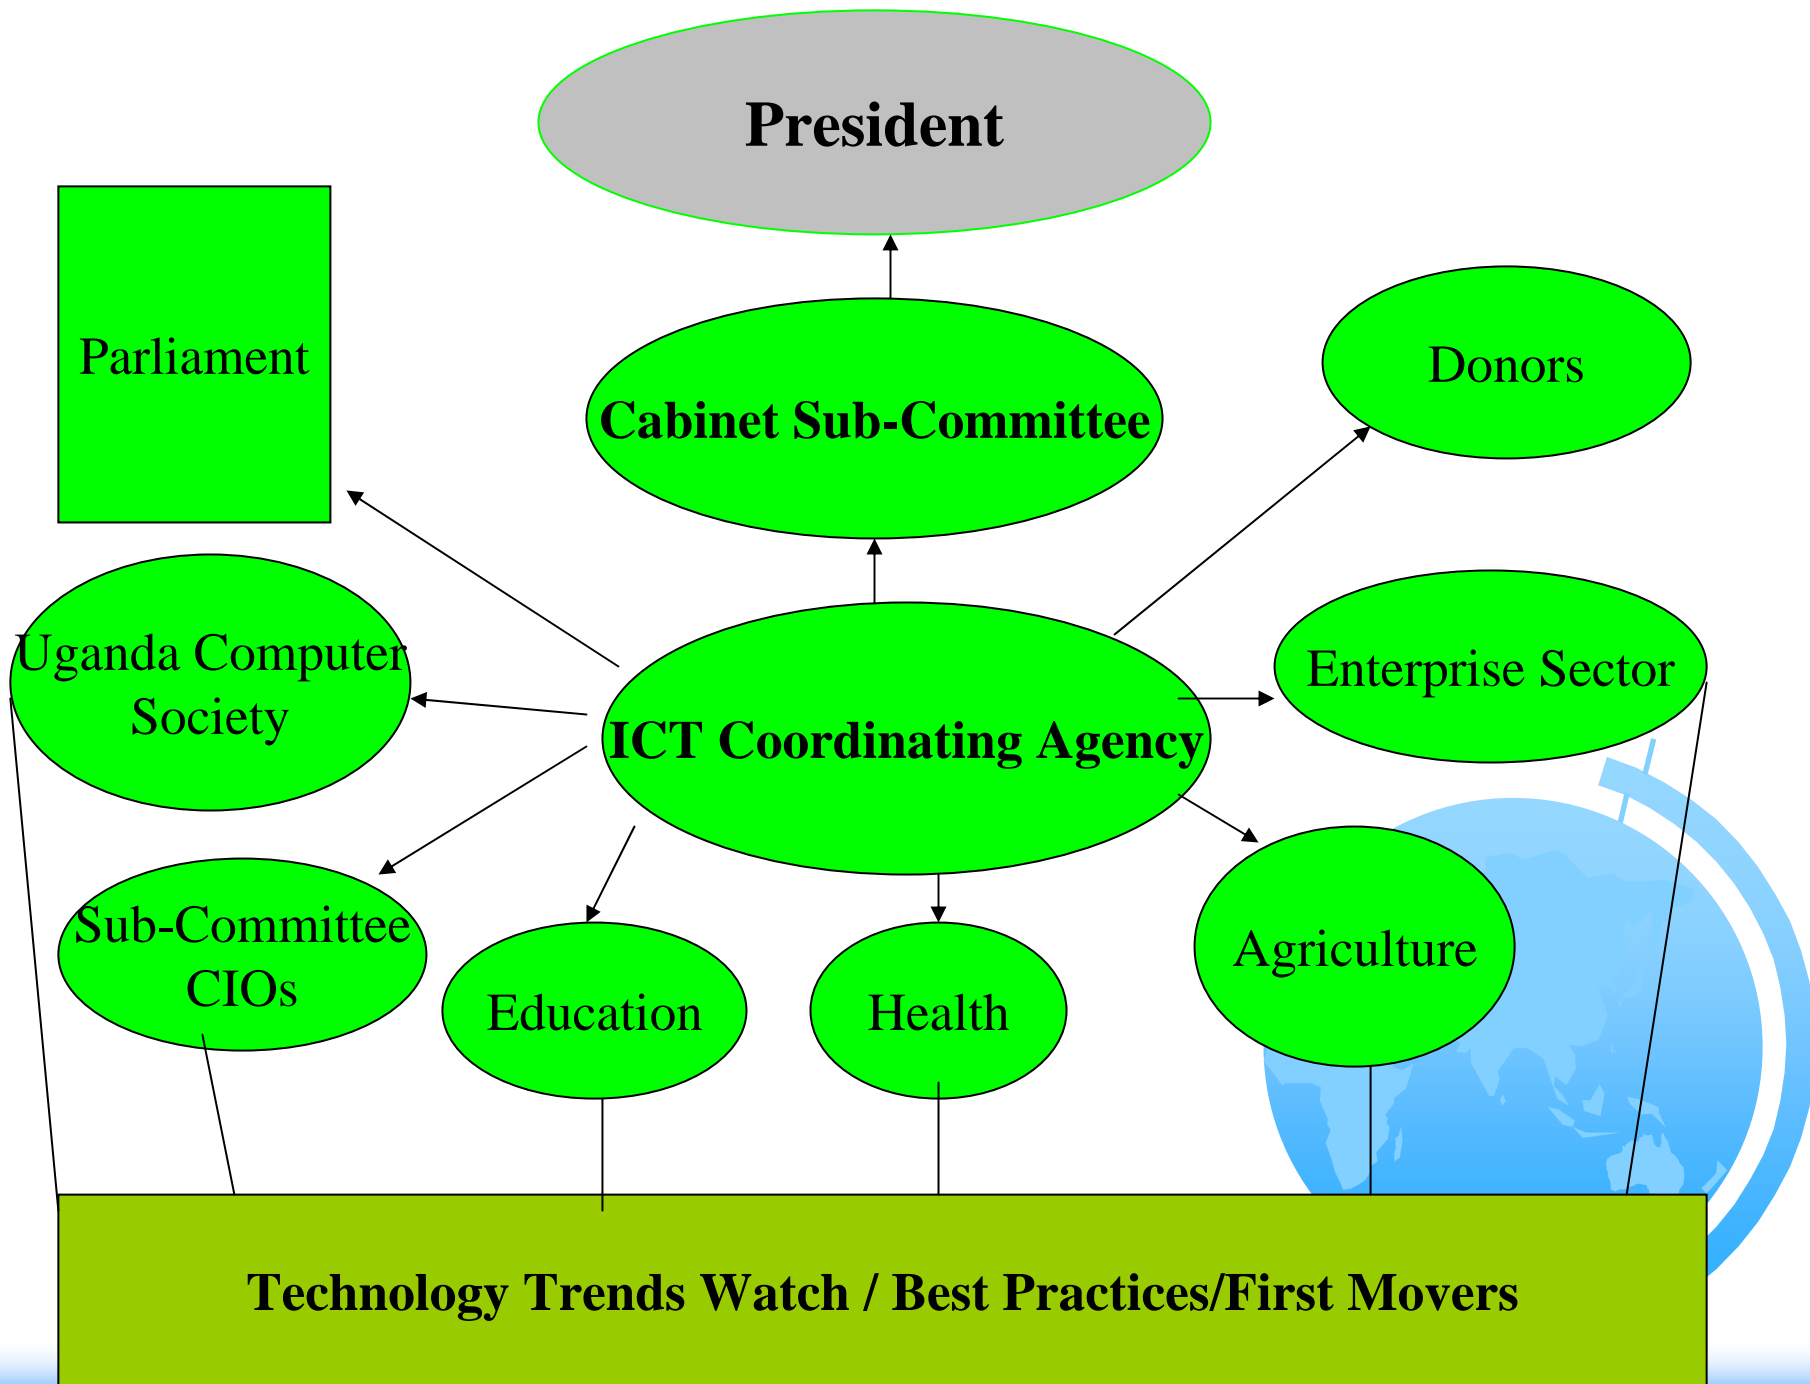 President
Parliament
Cabinet Sub-Committee
Donors
Uganda Computer
Society
ICT Coordinating Agency
Enterprise Sector
Sub-Committee
CIOs
Education
Health
Agriculture
Technology Trends Watch / Best Practices/First Movers